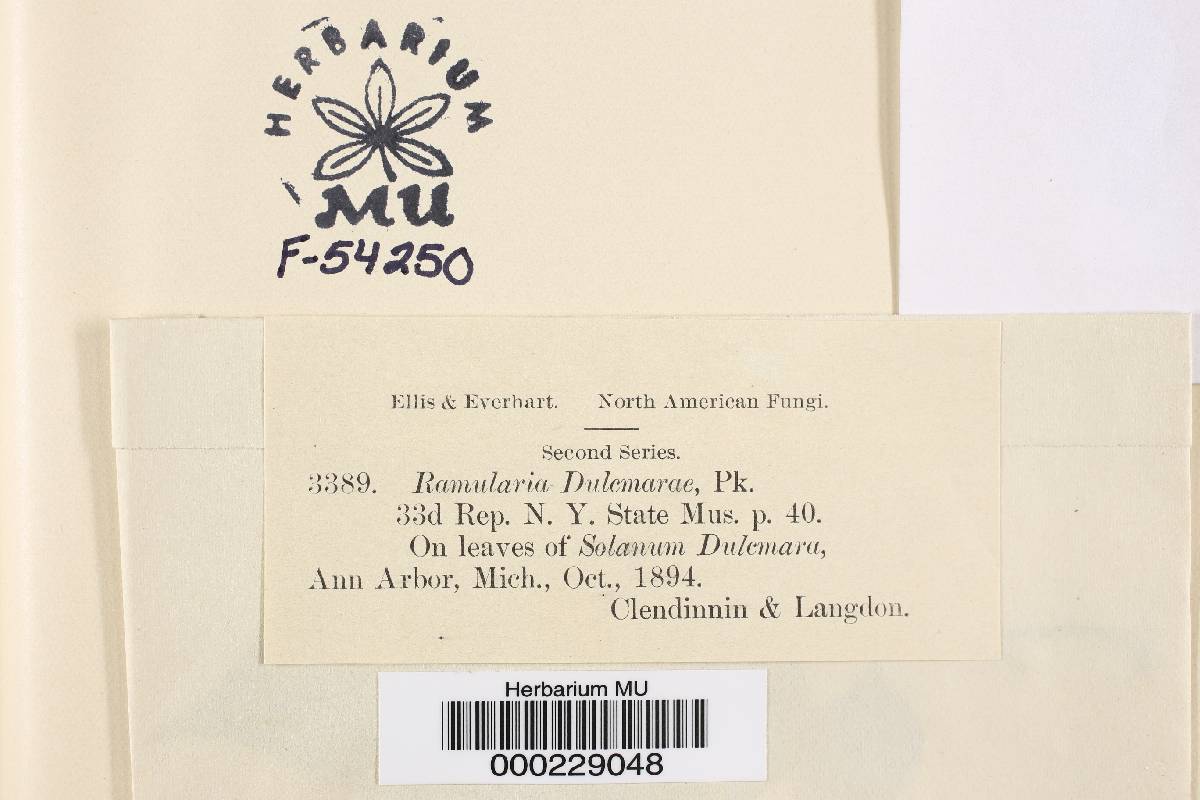 HERBARIUM
MU
F-54250
Ellis & Everhart. North American Fungi.
Second Series.
3389. Ramularia Dulcmarae, Pk.
33d Rep. N. Y. State Mus. p. 40.
On leaves of Solanum Dulcmara,
Ann Arbor, Mich., Oct., 1894.
Clendinnin & Langdon.
Herbarium MU
000229048